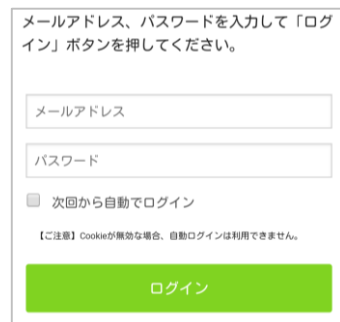 メールアドレス、パスワードを入力して「ログ
イン」ボタンを押してください。
メールアドレス
パスワード
次回から自動でログイン
【ご注意】Cookieが無効な場合、自動ログインは利用できません。
ログイン